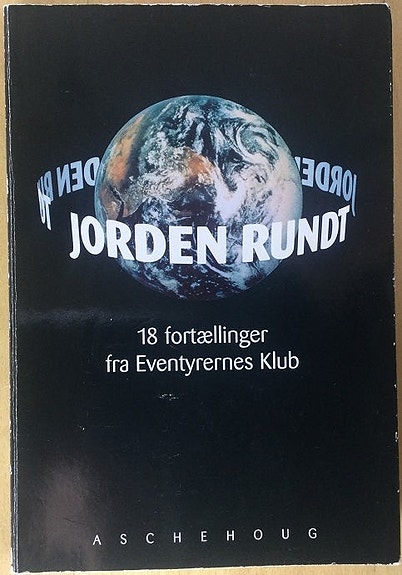 JORDEN RUNDT
18 fortællinger
fra Eventyrernes Klub
ASCHEHOUG